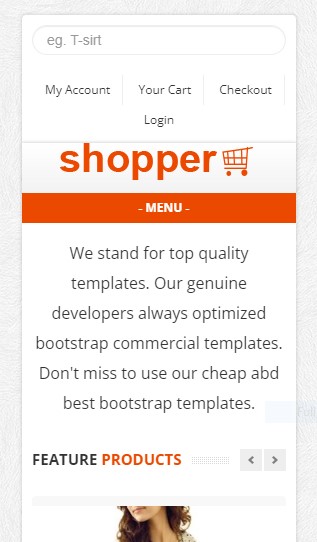 eg. T-sirt
My Account
Your Cart
Checkout
Login
shopper
- MENU -
We stand for top quality
templates. Our genuine
developers always optimized
bootstrap commercial templates.
Don't miss to use our cheap abd
best bootstrap templates.
Full
FEATURE PRODUCTS